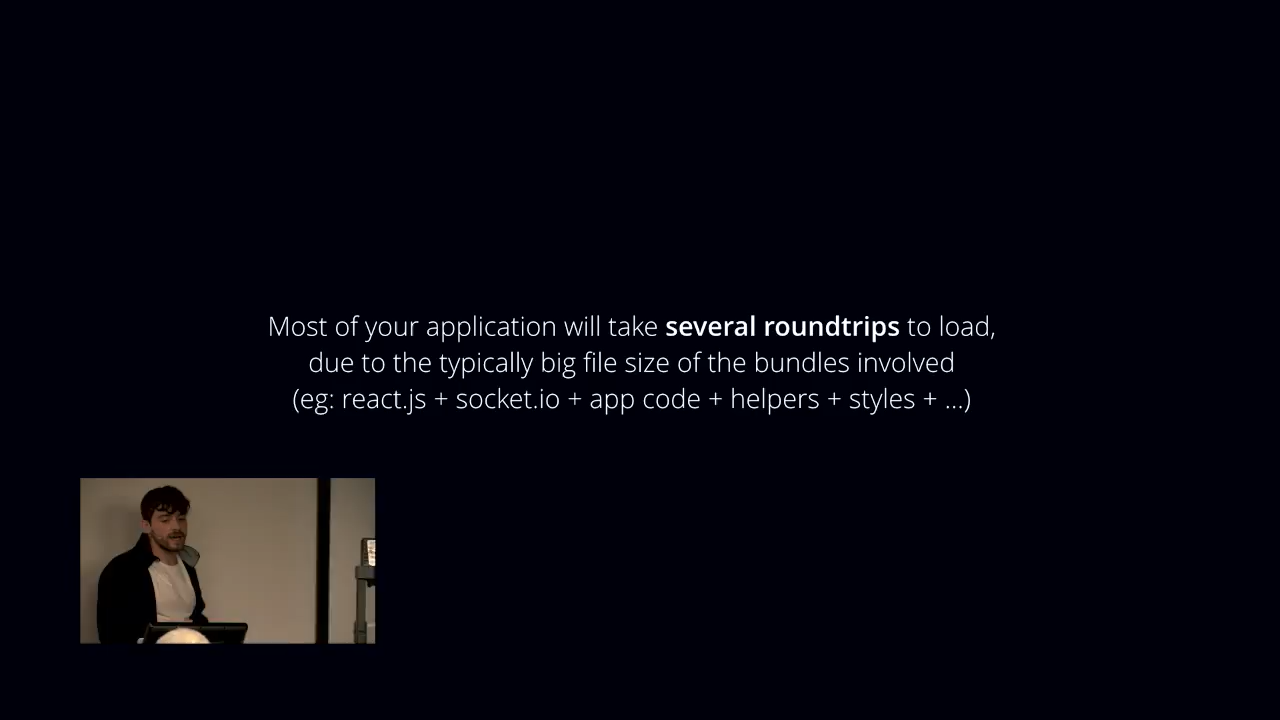 Most of your application will take several roundtrips to load,
due to the typically big file size of the bundles involved
(eg: react.js + socket.io + app code + helpers + styles + ...)